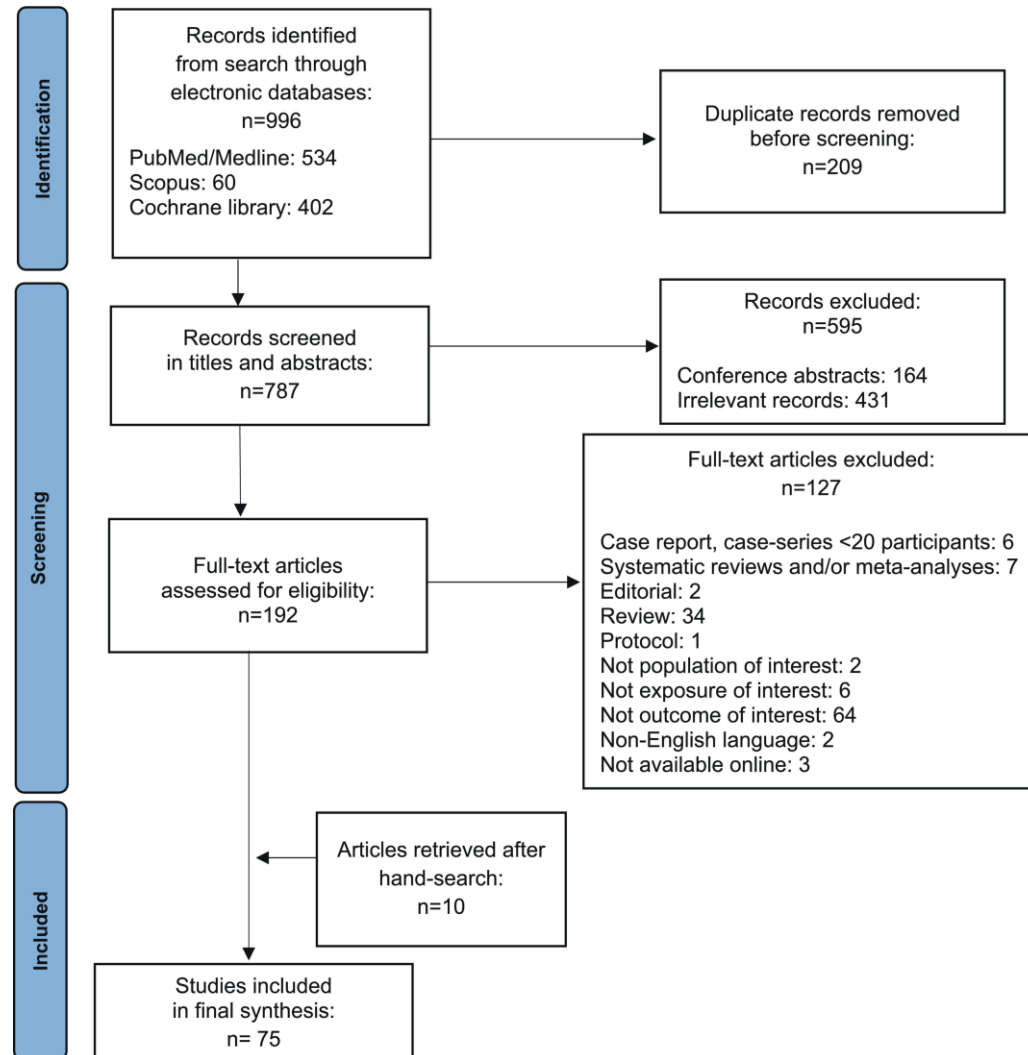 Identification
Records identified
from search through
electronic databases:
n=996
PubMed/Medline: 534
Scopus: 60
Cochrane library: 402
Duplicate records removed
before screening:
n=209
Screening
Records screened
in titles and abstracts:
n=787
Records excluded:
n=595
Conference abstracts: 164
Irrelevant records: 431
Full-text articles
assessed for eligibility:
n=192
Full-text articles excluded:
n=127
Case report, case-series <20 participants: 6
Systematic reviews and/or meta-analyses: 7
Editorial: 2
Review: 34
Protocol: 1
Not population of interest: 2
Not exposure of interest: 6
Not outcome of interest: 64
Non-English language: 2
Not available online: 3
Included
Articles retrieved after
hand-search:
n=10
Studies included
in final synthesis:
n= 75